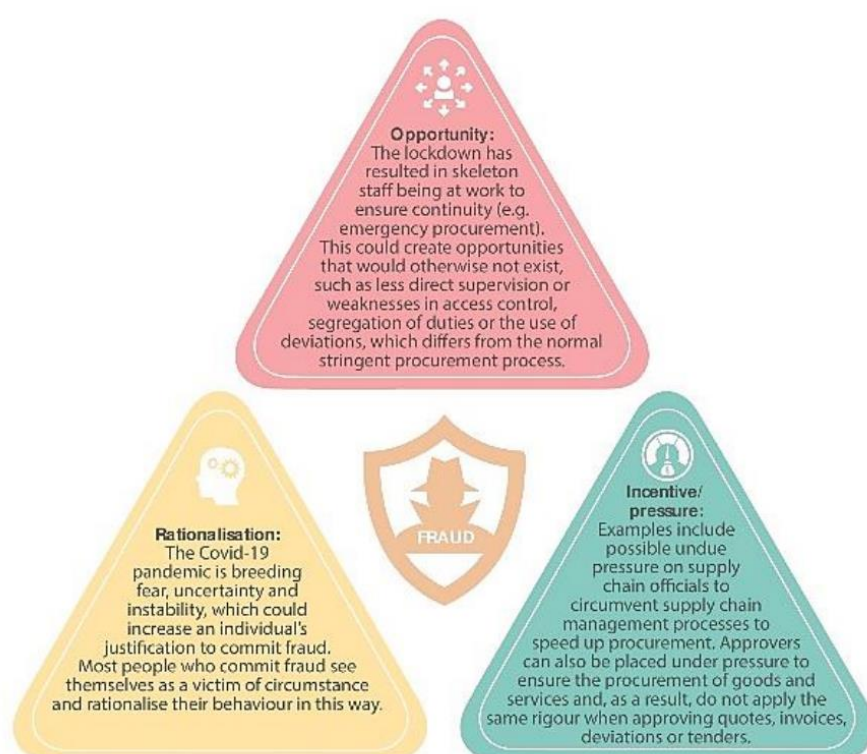 Opportunity:
The lockdown has
resulted in skeleton
staff being at work to
ensure continuity (e.g.
emergency procurement).
This could create opportunities
that would otherwise not exist,
such as less direct supervision or
weaknesses in access control,
segregation of duties or the use of
deviations, which differs from the normal
stringent procurement process.
Rationalisation:
The Covid-19
pandemic is breeding
fear, uncertainty and
instability, which could
increase an individual's
justification to commit fraud.
Most people who commit fraud see
themselves as a victim of circumstance
and rationalise their behaviour in this way.
FRAUD
Incentive/
pressure:
Examples include
possible undue
pressure on supply
chain officials to
circumvent supply chain
management processes to
speed up procurement. Approvers
can also be placed under pressure to
ensure the procurement of goods and
services and, as a result, do not apply the
same rigour when approving quotes, invoices,
deviations or tenders.